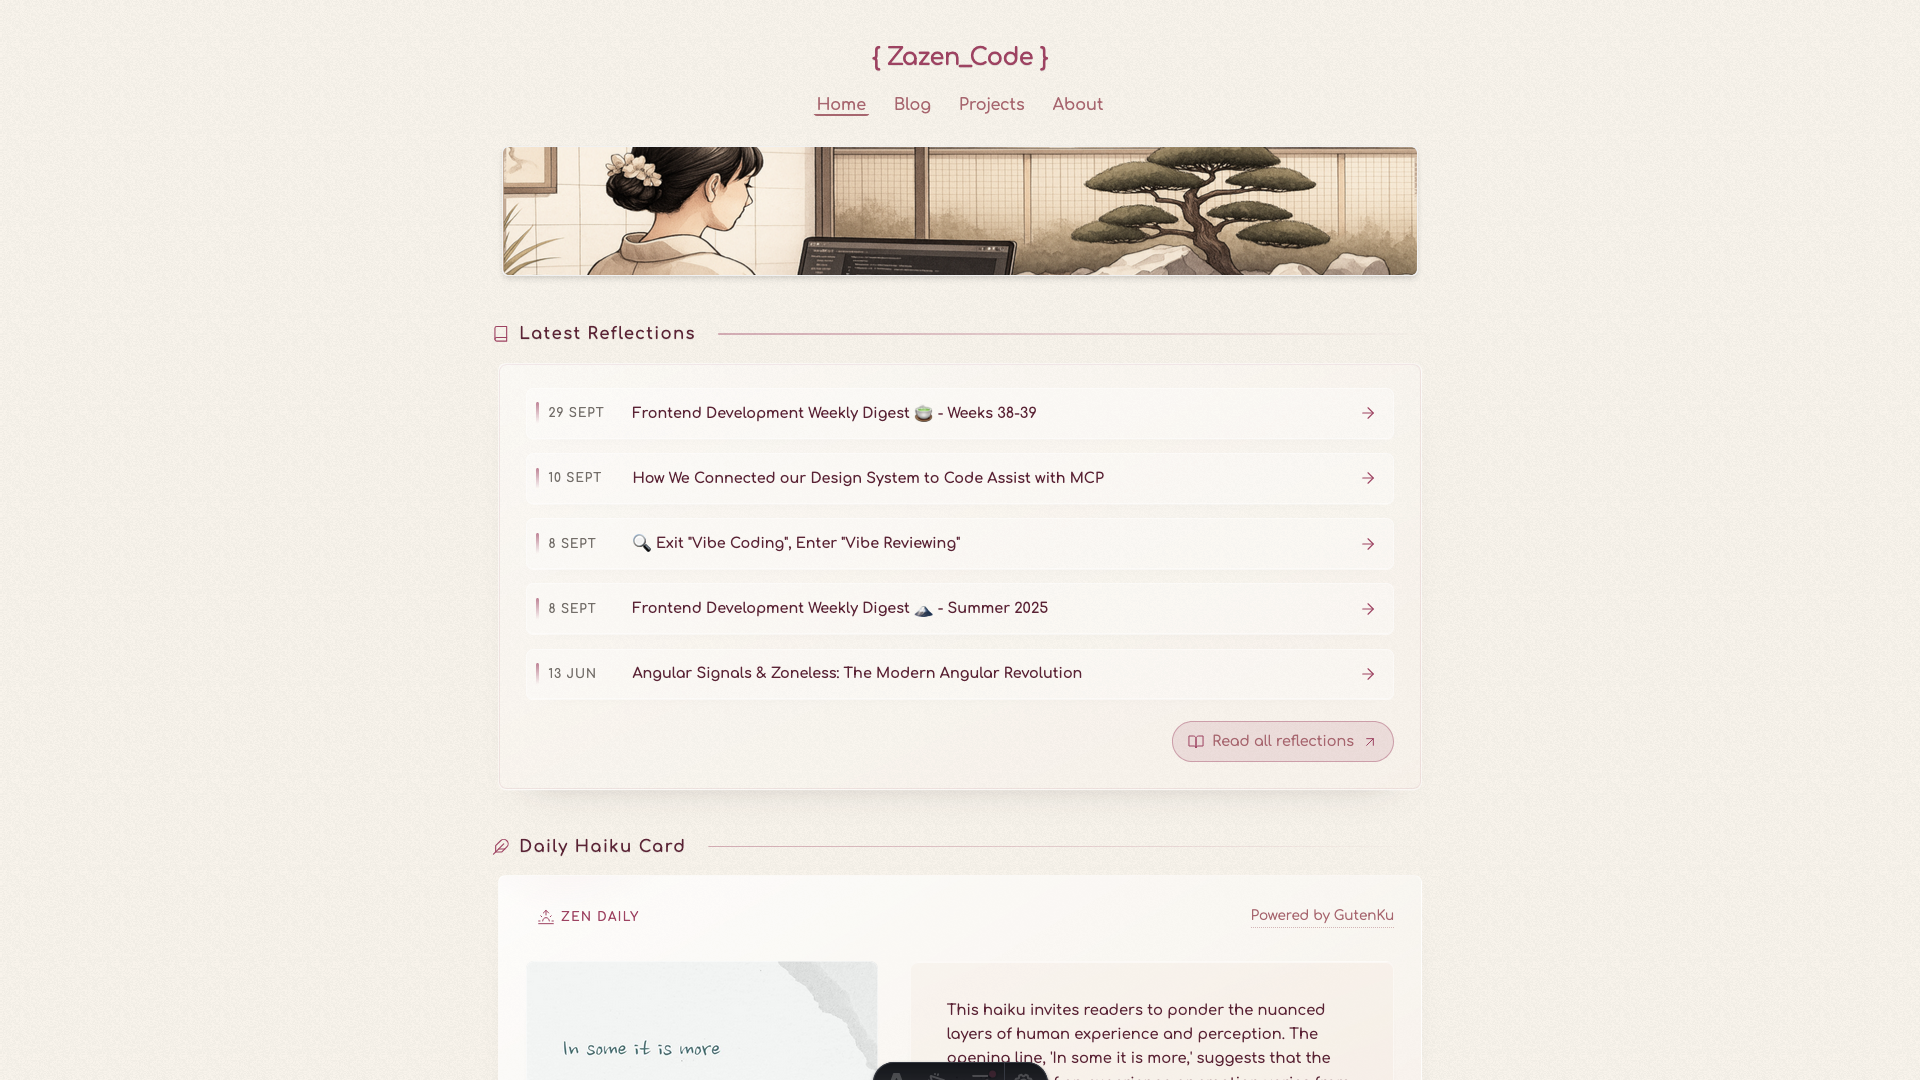 { Zazen_Code }
Home Blog Projects About
Latest Reflections
29 SEPT Frontend Development Weekly Digest 🍵 - Weeks 38-39
10 SEPT How We Connected our Design System to Code Assist with MCP
8 SEPT 🔍 Exit "Vibe Coding", Enter "Vibe Reviewing"
8 SEPT Frontend Development Weekly Digest 🗻 - Summer 2025
13 JUN Angular Signals & Zoneless: The Modern Angular Revolution
Read all reflections
Daily Haiku Card
ZEN DAILY
Powered by GutenKu
In some it is more
This haiku invites readers to ponder the nuanced
layers of human experience and perception. The
opening line, 'In some it is more,' suggests that the